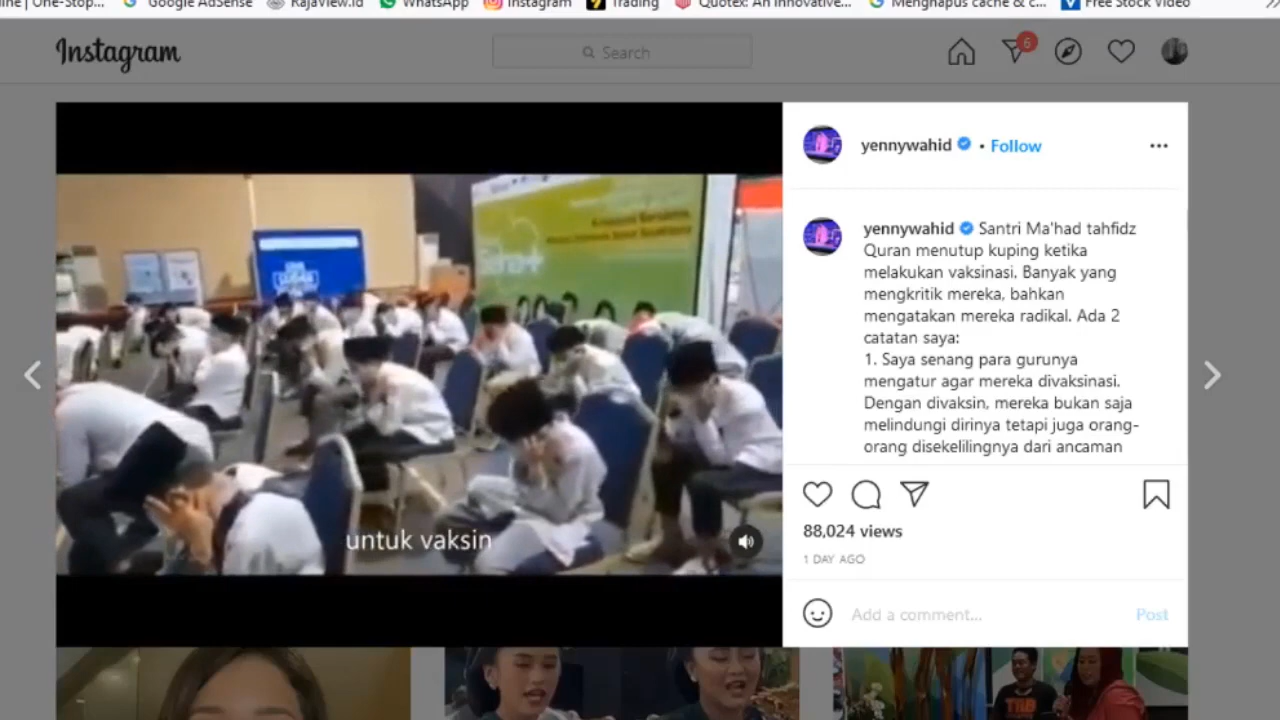 line | One-Stop...
Google AdSense
RajaView.id
WhatsApp
Instagram
Trading
Quotex: An innovative...
Menghapus cache & c...
Free Stock Video
Instagram
Search
6
yennywahid • Follow
yennywahid Santri Ma'had tahfidz
Quran menutup kuping ketika
melakukan vaksinasi. Banyak yang
mengkritik mereka, bahkan
mengatakan mereka radikal. Ada 2
catatan saya:
1. Saya senang para gurunya
mengatur agar mereka divaksinasi.
Dengan divaksin, mereka bukan saja
melindungi dirinya tetapi juga orang-
orang disekelilingnya dari ancaman
untuk vaksin
88,024 views
1 DAY AGO
Add a comment...
Post